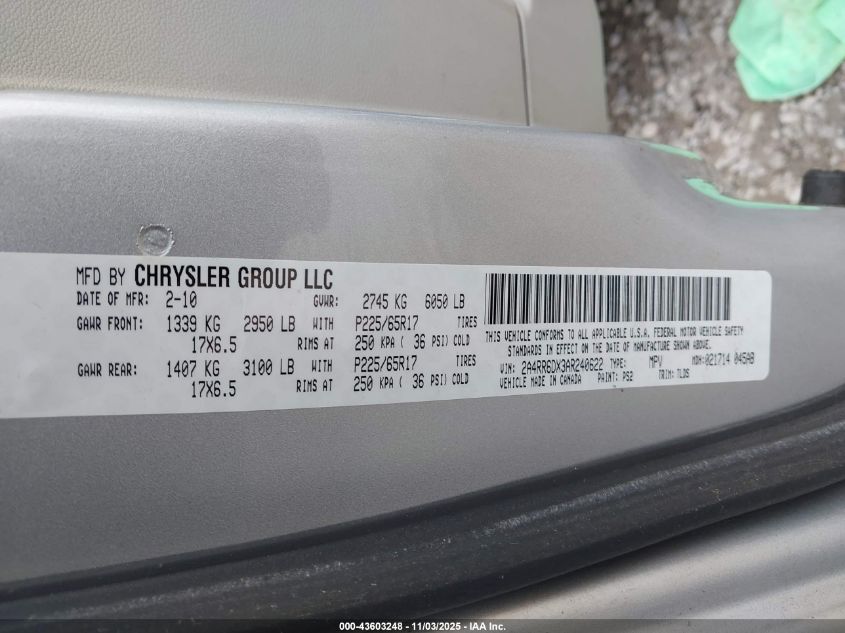 MFD BY CHRYSLER GROUP LLC
DATE OF MFR: 2-10 GVWR: 2745 KG 6050 LB
GAWR FRONT: 1339 KG 2950 LB WITH P225/65R17 TIRES
17X6.5 RIMS AT 250 KPA ( 36 PSI) COLD
GAWR REAR: 1407 KG 3100 LB WITH P225/65R17 TIRES
17X6.5 RIMS AT 250 KPA ( 36 PSI) COLD
THIS VEHICLE CONFORMS TO ALL APPLICABLE U.S.A. FEDERAL MOTOR VEHICLE SAFETY
STANDARDS IN EFFECT ON THE DATE OF MANUFACTURE SHOWN ABOVE.
VIN: 2A4RR6DX3AR240622 TYPE: MPV MDH: 021714 045AB
VEHICLE MADE IN CANADA PAINT: PS2 TRIM: TLDS
000-43603248 - 11/03/2025 - IAA Inc.